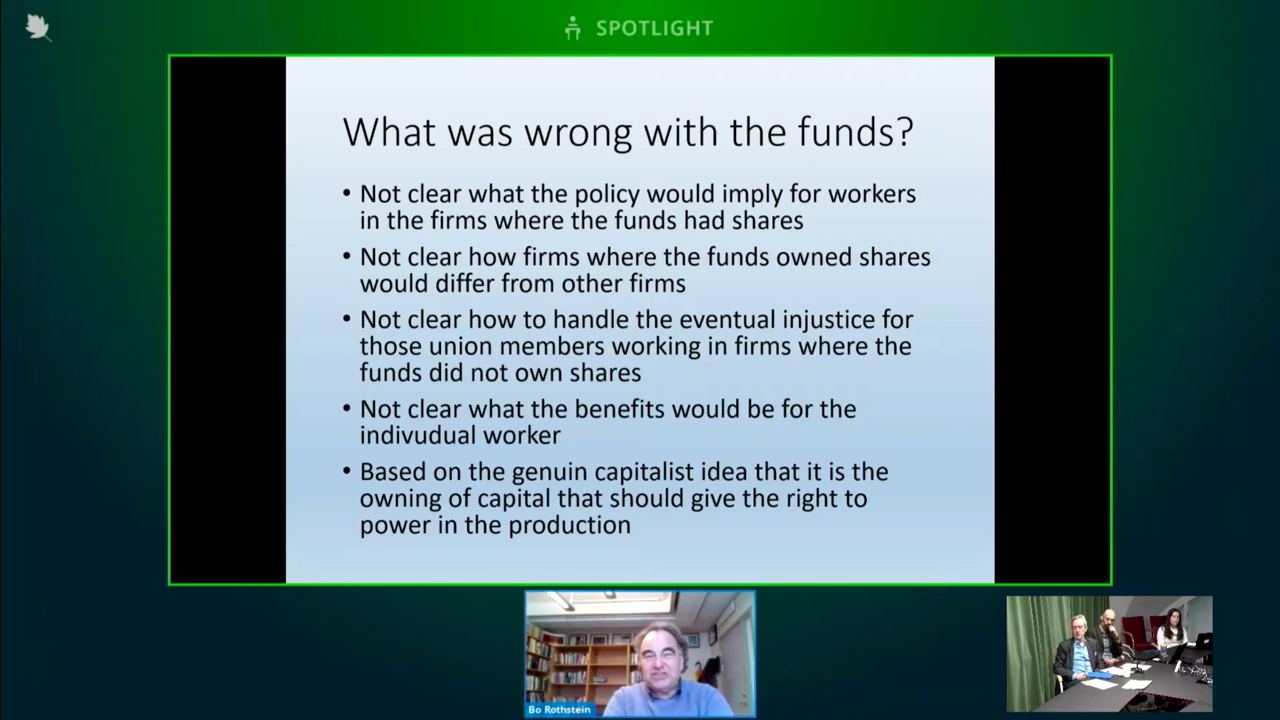 SPOTLIGHT
What was wrong with the funds?
• Not clear what the policy would imply for workers
in the firms where the funds had shares
• Not clear how firms where the funds owned shares
would differ from other firms
• Not clear how to handle the eventual injustice for
those union members working in firms where the
funds did not own shares
• Not clear what the benefits would be for the
indivudual worker
• Based on the genuin capitalist idea that it is the
owning of capital that should give the right to
power in the production
Bo Rothstein